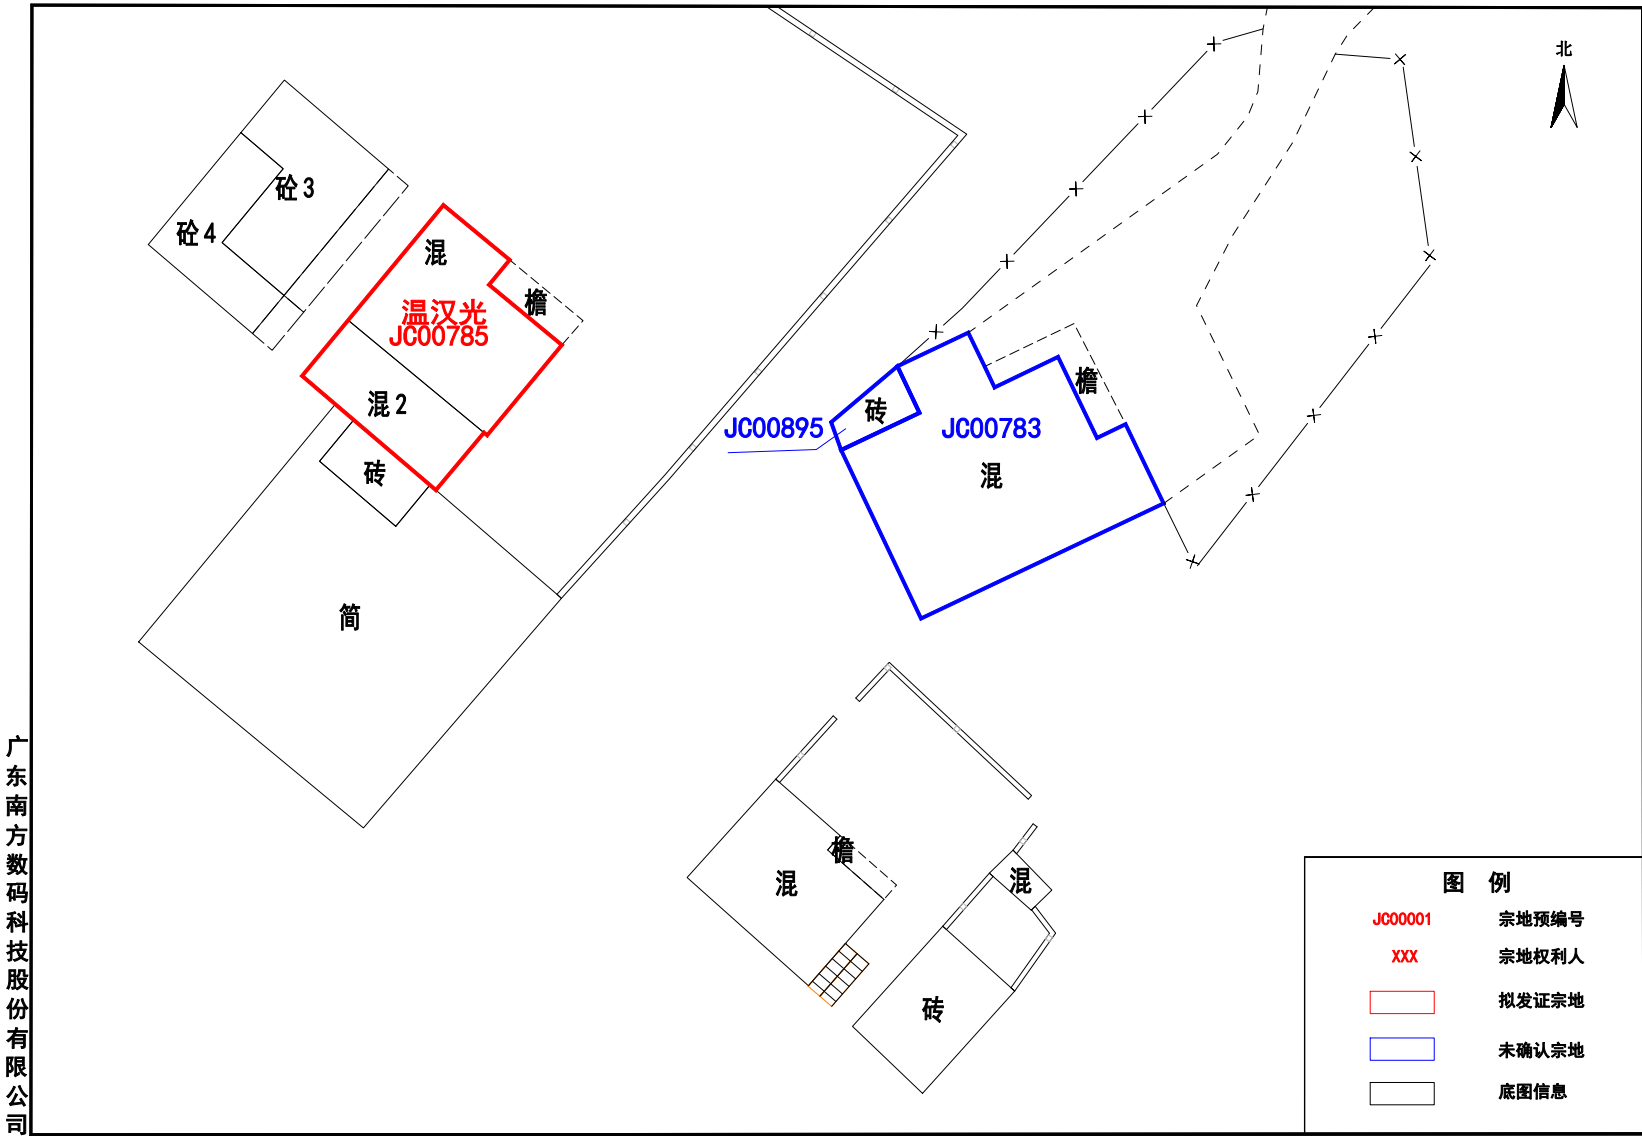 北
砼3
砼4
混
檐
温汉光
JC00785
混2
砖
简
砖
JC00895
JC00783
檐
混
檐
混
混
砖
图 例
JC00001 宗地预编号
XXX 宗地权利人
拟发证宗地
未确认宗地
底图信息
广东南方数码科技股份有限公司